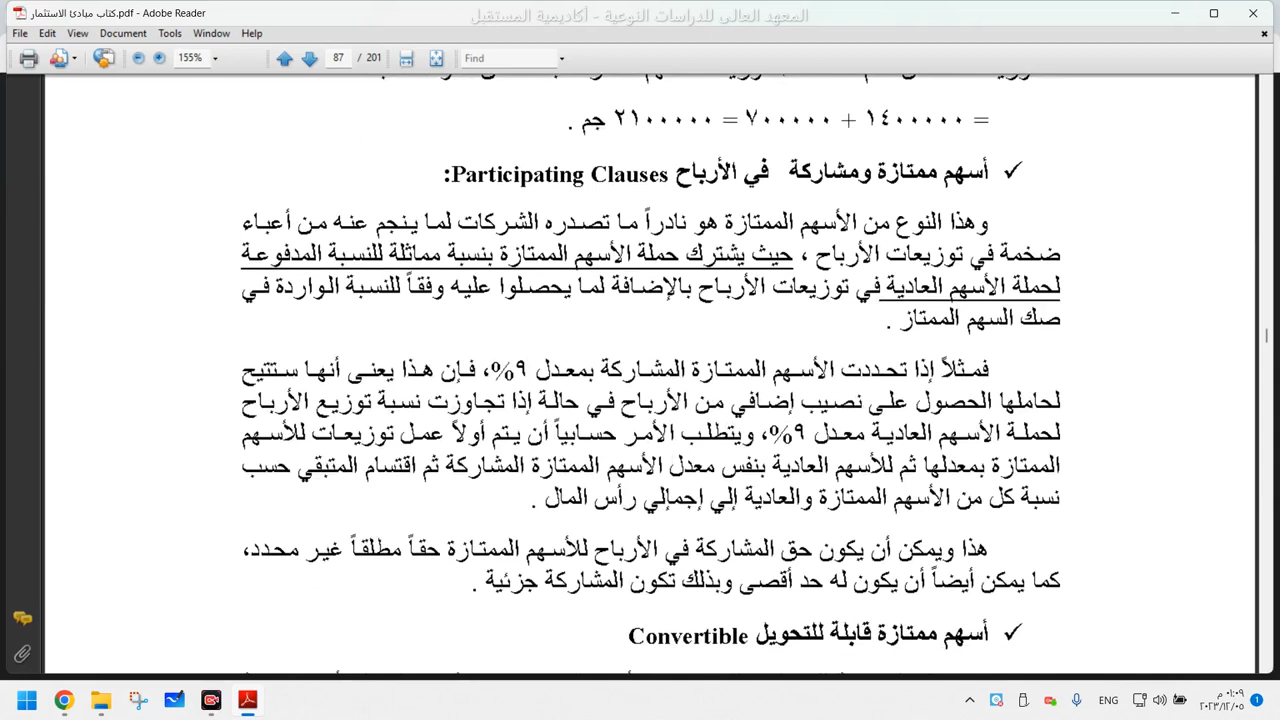 كتاب مبادئ الاستثمار.pdf - Adobe Reader
المعهد العالى للدراسات النوعية - أكاديمية المستقبل
File Edit View Document Tools Window Help
155% 87 / 201 Find
= ١٤٠٠٠٠٠ + ٧٠٠٠٠٠ = ٢١٠٠٠٠٠ جم .
✓ أسهم ممتازة ومشاركة في الأرباح Participating Clauses:
وهذا النوع من الأسهم الممتازة هو نادراً ما تصدره الشركات لما ينجم عنه من أعباء
ضخمة في توزيعات الأرباح ، حيث يشترك حملة الأسهم الممتازة بنسبة مماثلة للنسبة المدفوعة
لحملة الأسهم العادية في توزيعات الأرباح بالإضافة لما يحصلوا عليه وفقاً للنسبة الواردة في
صك السهم الممتاز .
فمثلاً إذا تحددت الأسهم الممتازة المشاركة بمعدل ٩%، فإن هذا يعنى أنها ستتيح
لحاملها الحصول على نصيب إضافي من الأرباح في حالة إذا تجاوزت نسبة توزيع الأرباح
لحملة الأسهم العادية معدل ٩%، ويتطلب الأمر حسابياً أن يتم أولاً عمل توزيعات للأسهم
الممتازة بمعدلها ثم للأسهم العادية بنفس معدل الأسهم الممتازة المشاركة ثم اقتسام المتبقي حسب
نسبة كل من الأسهم الممتازة والعادية إلي إجمإلي رأس المال .
هذا ويمكن أن يكون حق المشاركة في الأرباح للأسهم الممتازة حقاً مطلقاً غير محدد،
كما يمكن أيضاً أن يكون له حد أقصى وبذلك تكون المشاركة جزئية .
✓ أسهم ممتازة قابلة للتحويل Convertible
ENG
٠١:٠٩ م
٢٠٢٣/١٢/٠٥
1